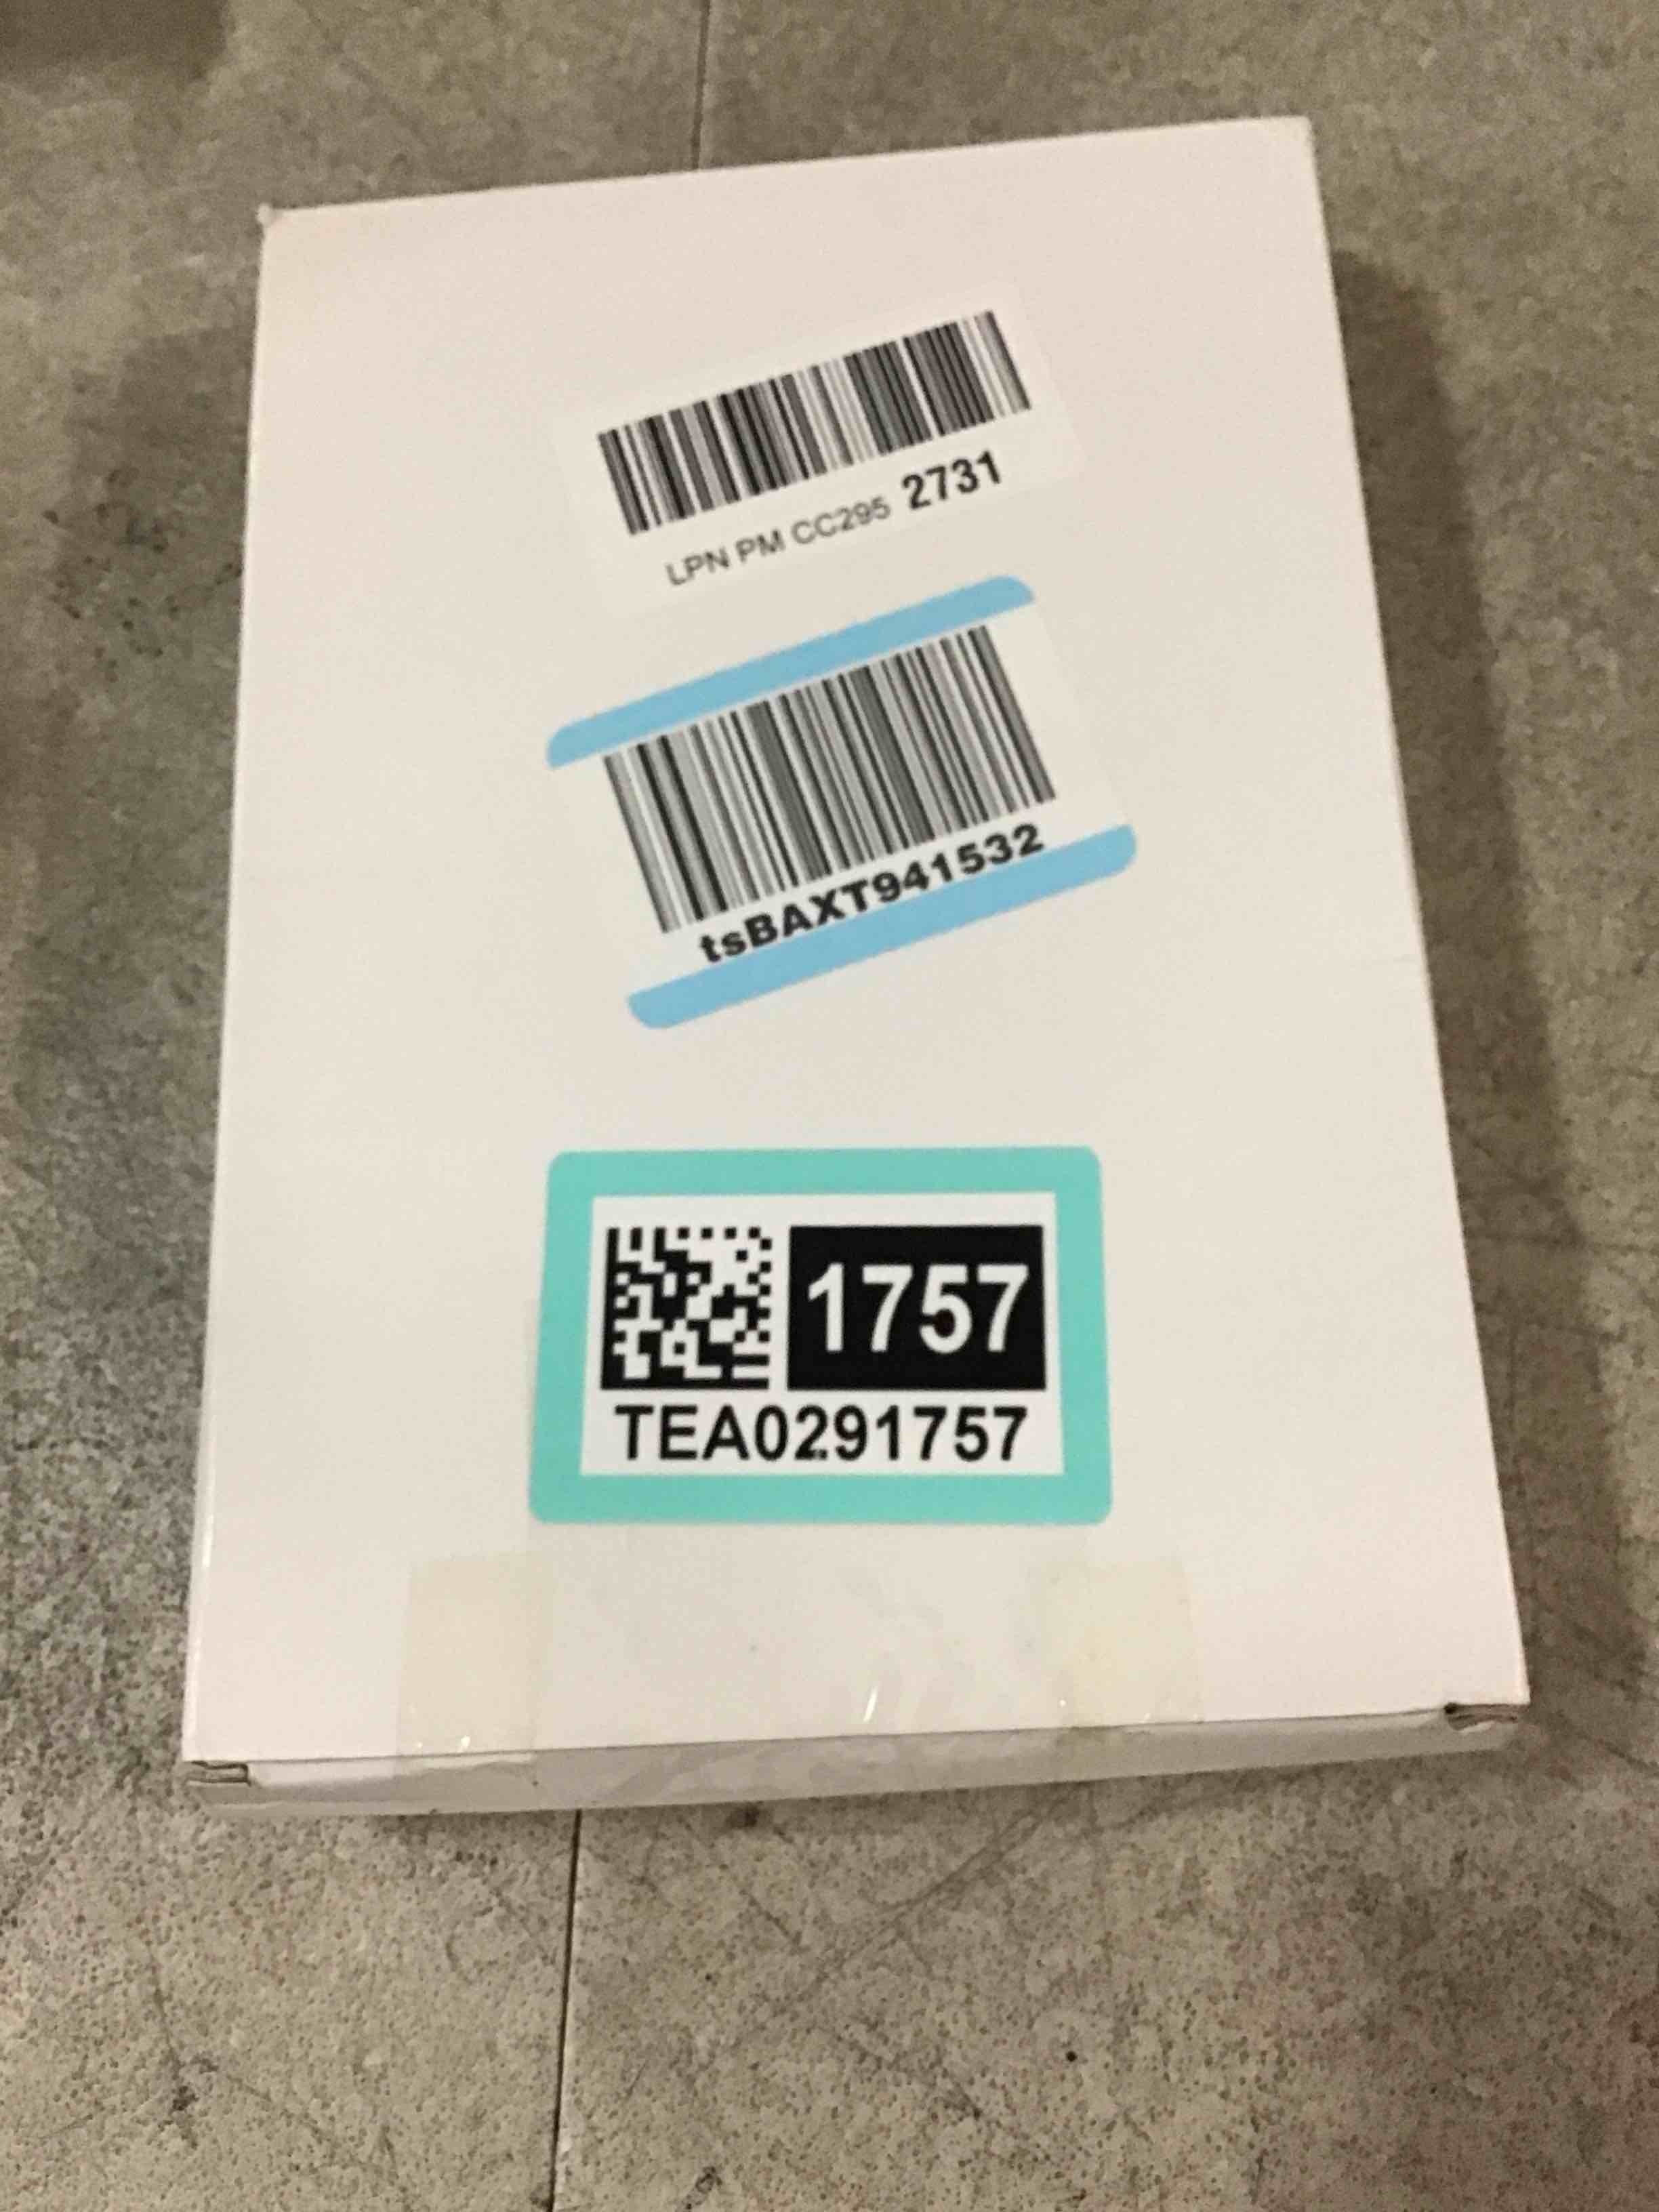 LPN PM CC295 2731
tsBAXT941532
1757
TEA0291757